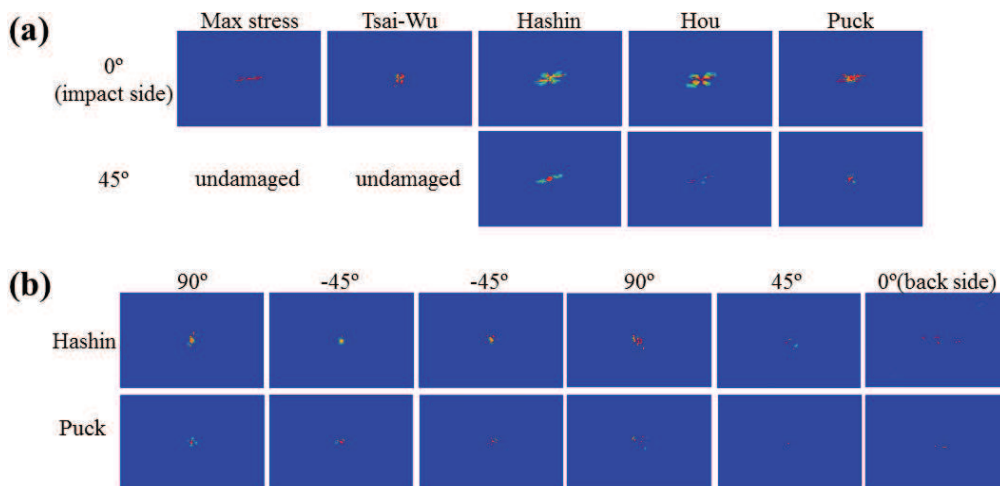 (a)
Max stress Tsai-Wu Hashin Hou Puck
0º
(impact side)
45º undamaged undamaged
(b)
90º -45º -45º 90º 45º 0º(back side)
Hashin
Puck